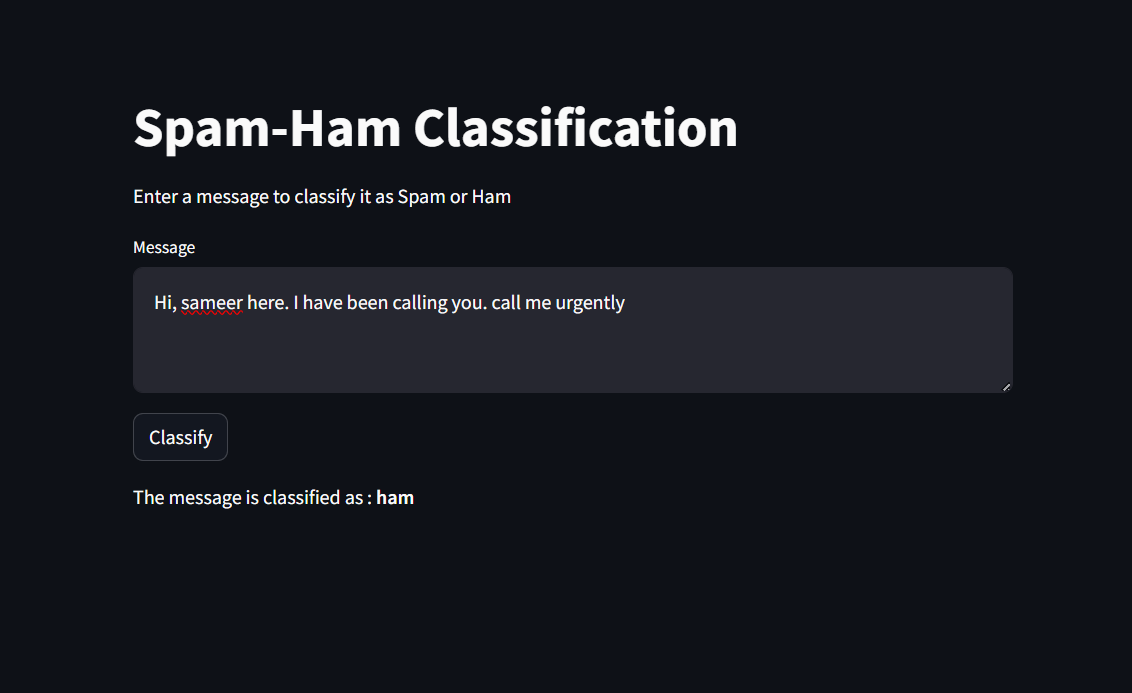 Spam-Ham Classification
Enter a message to classify it as Spam or Ham
Message
Hi, sameer here. I have been calling you. call me urgently
Classify
The message is classified as : ham